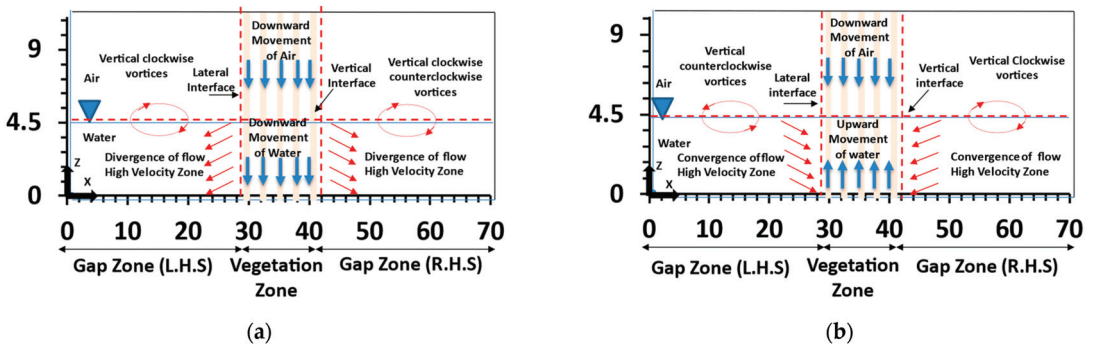 9
4.5
0
Air
Water
Z
X
Vertical clockwise
vortices
Lateral
Interface
Downward
Movement
of Air
Vertical
Interface
Vertical clockwise
counterclockwise
vortices
Divergence of flow
High Velocity Zone
Downward
Movement
of Water
Divergence of flow
High Velocity Zone
0 10 20 30 40 50 60 70
Gap Zone (L.H.S) Vegetation Gap Zone (R.H.S)
Zone
(a)
9
4.5
0
Air
Water
Z
X
Vertical
counterclockwise
vortices
Lateral
interface
Downward
Movement
of Air
Vertical
interface
Vertical Clockwise
vortices
Convergence of flow
High Velocity Zone
Upward
Movement
of water
Convergence of flow
High Velocity Zone
0 10 20 30 40 50 60 70
Gap Zone (L.H.S) Vegetation Gap Zone (R.H.S)
Zone
(b)